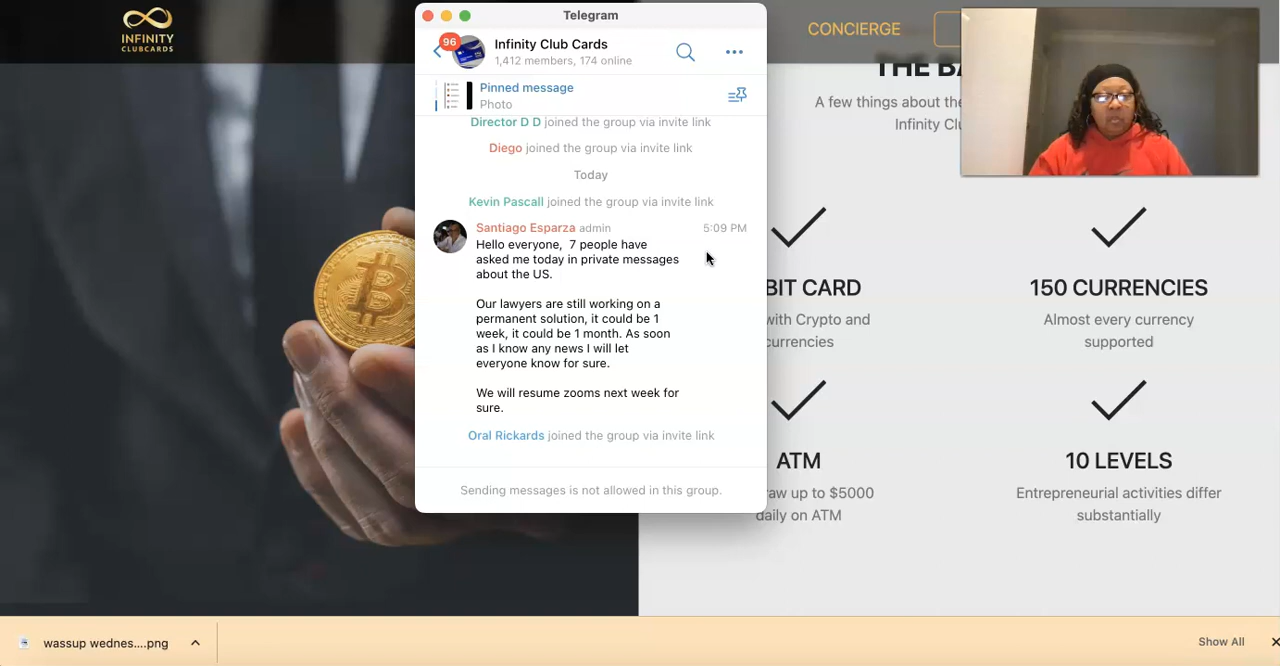 Telegram
INFINITY
CLUBCARDS
CONCIERGE
96
Infinity Club Cards
1,412 members, 174 online
Pinned message
Photo
Director D D joined the group via invite link
Diego joined the group via invite link
Today
Kevin Pascall joined the group via invite link
Santiago Esparza admin
5:09 PM
Hello everyone, 7 people have
asked me today in private messages
about the US.
Our lawyers are still working on a
permanent solution, it could be 1
week, it could be 1 month. As soon
as I know any news I will let
everyone know for sure.
We will resume zooms next week for
sure.
Oral Rickards joined the group via invite link
Sending messages is not allowed in this group.
THE BA
A few things about the
Infinity Clu
BIT CARD
with Crypto and
currencies
150 CURRENCIES
Almost every currency
supported
ATM
raw up to $5000
daily on ATM
10 LEVELS
Entrepreneurial activities differ
substantially
wassup wednes....png
Show All